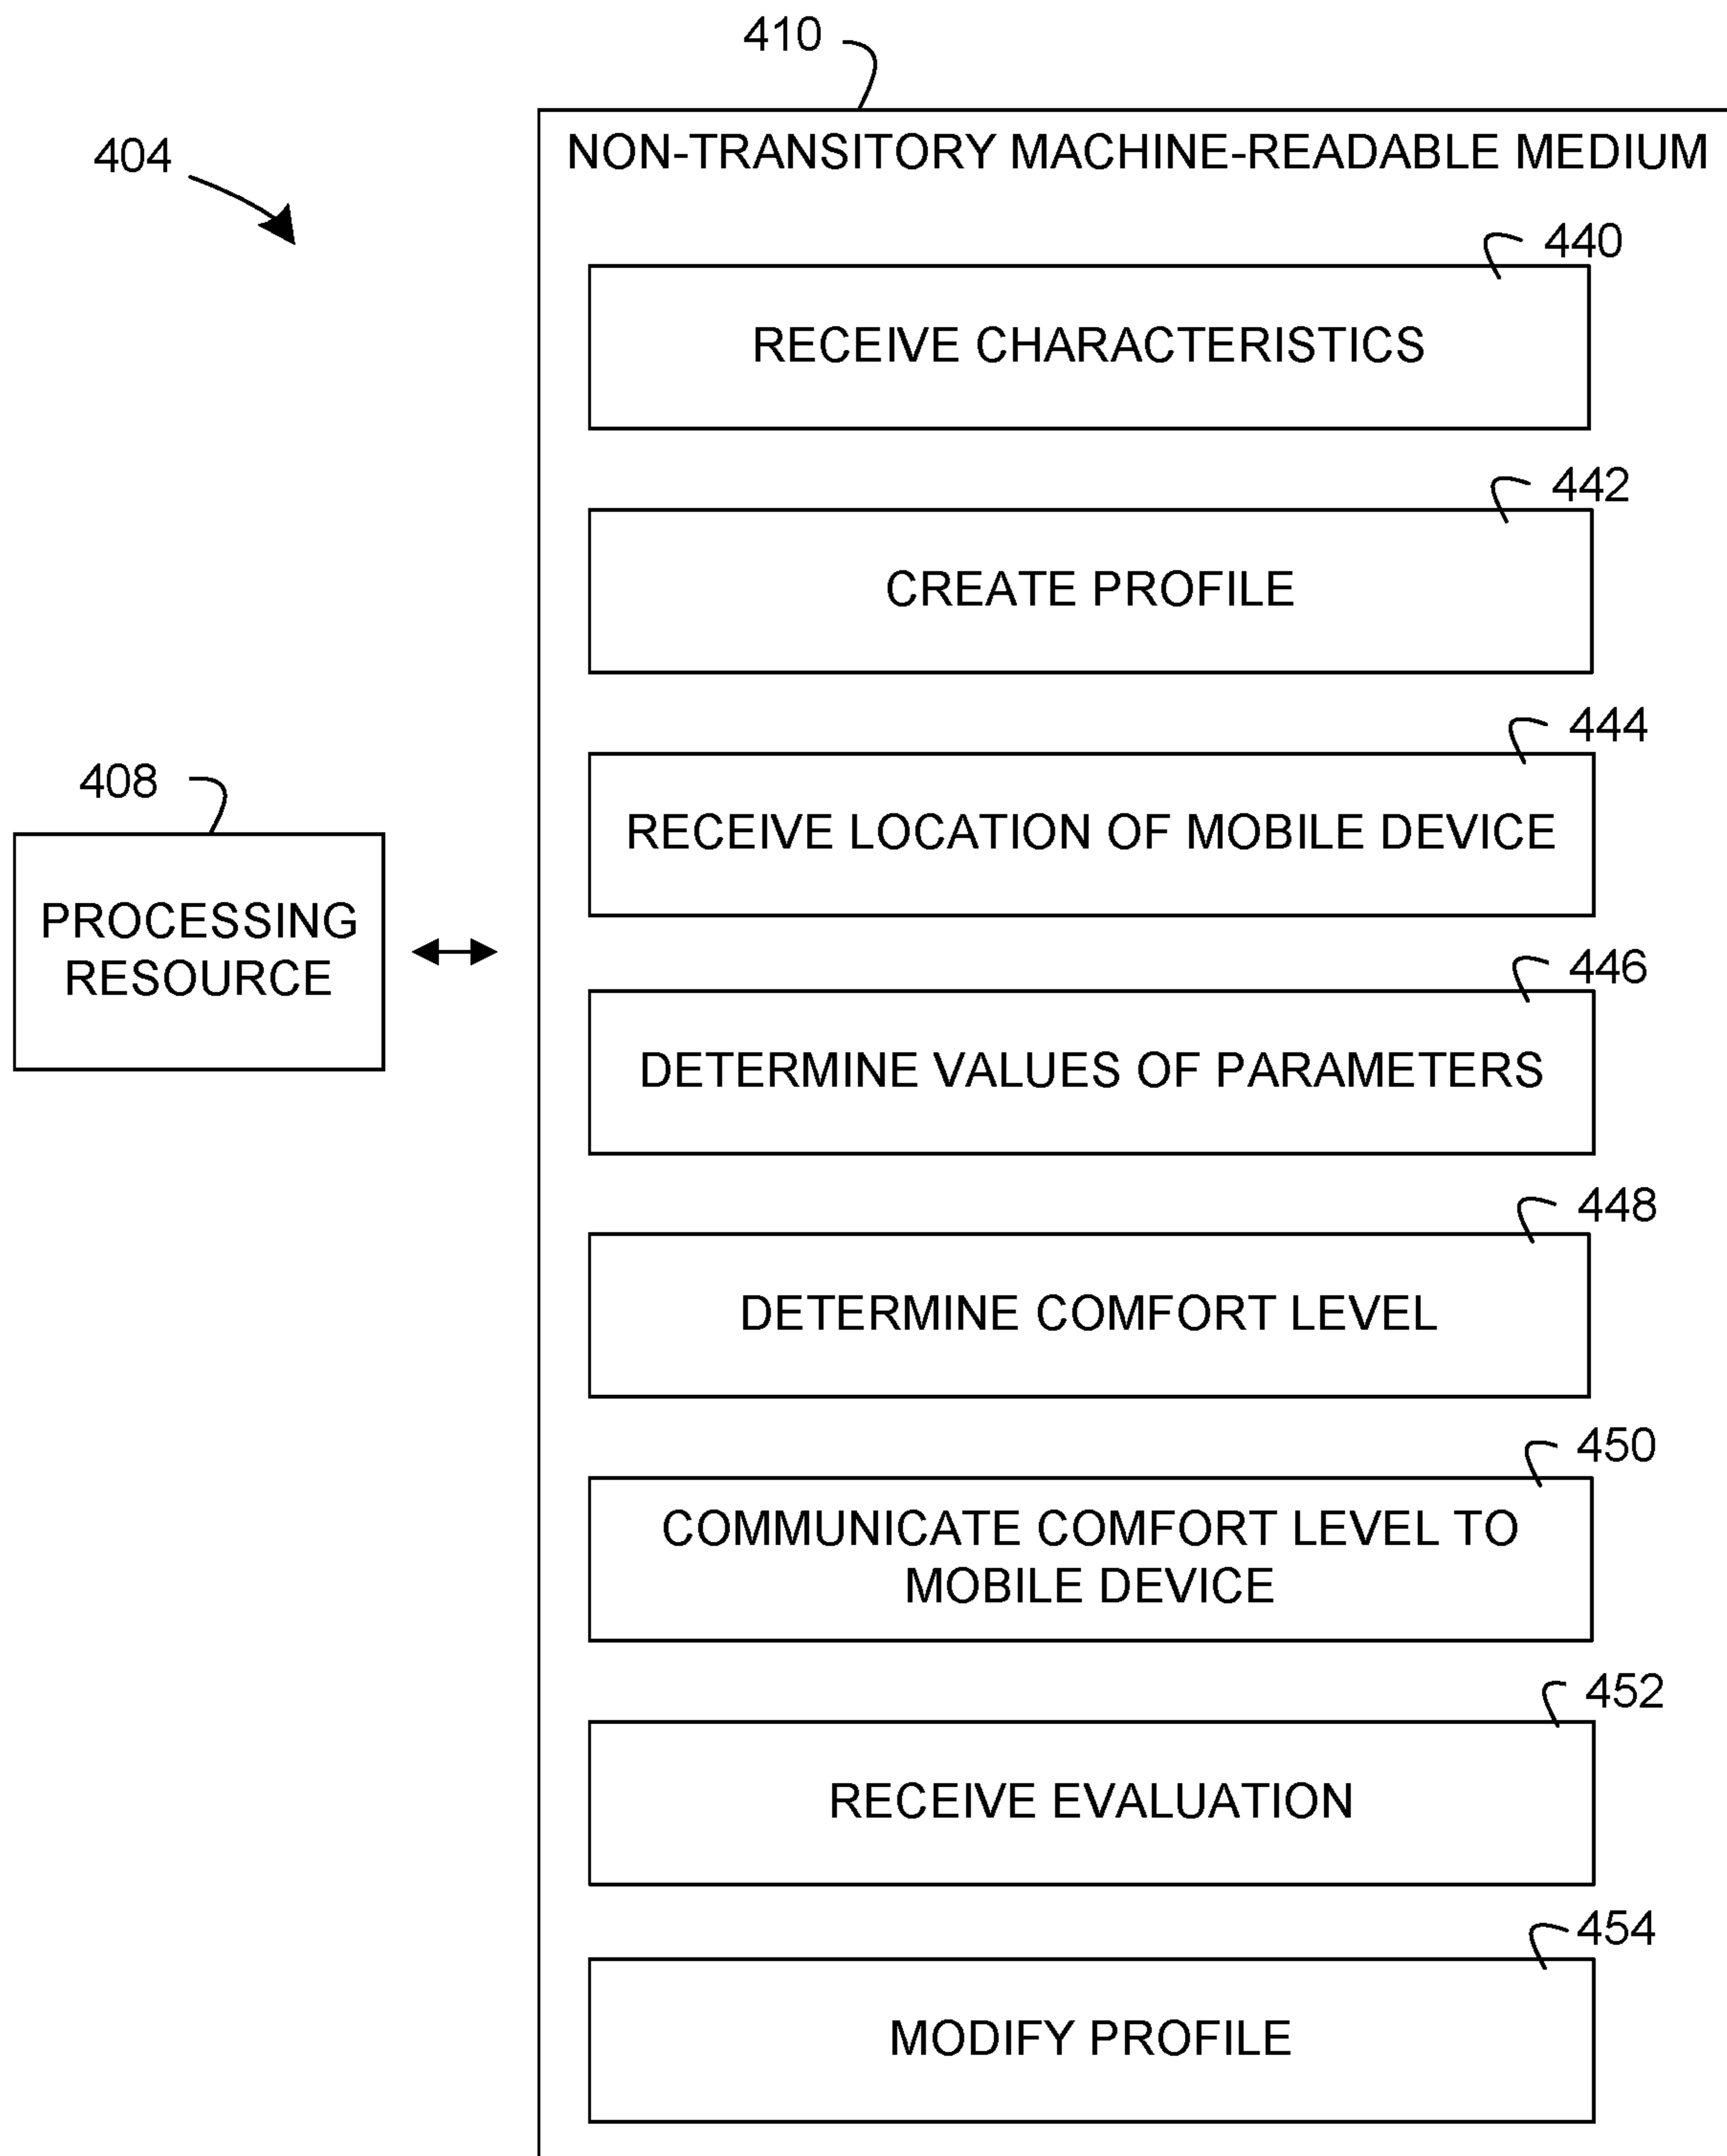 410
404
NON-TRANSITORY MACHINE-READABLE MEDIUM
440
RECEIVE CHARACTERISTICS
442
CREATE PROFILE
444
RECEIVE LOCATION OF MOBILE DEVICE
408
PROCESSING
RESOURCE
446
DETERMINE VALUES OF PARAMETERS
448
DETERMINE COMFORT LEVEL
450
COMMUNICATE COMFORT LEVEL TO
MOBILE DEVICE
452
RECEIVE EVALUATION
454
MODIFY PROFILE